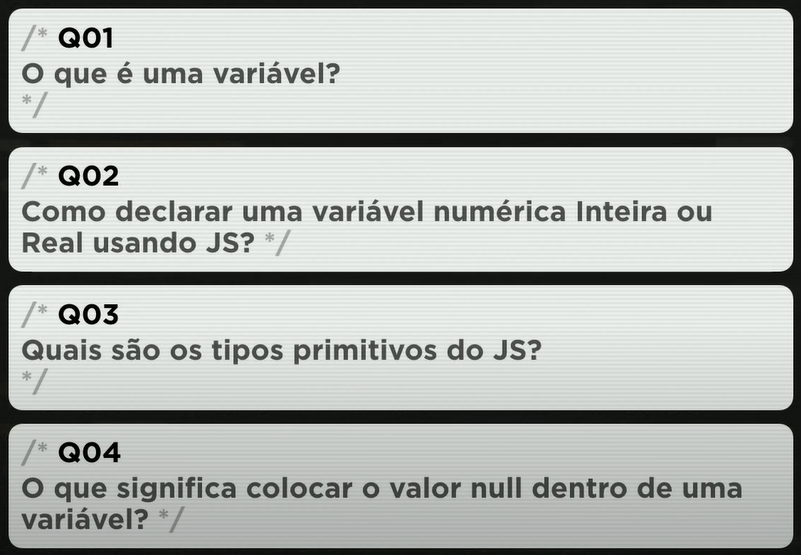 /* Q01
O que é uma variável?
*/
/* Q02
Como declarar uma variável numérica Inteira ou
Real usando JS? */
/* Q03
Quais são os tipos primitivos do JS?
*/
/* Q04
O que significa colocar o valor null dentro de uma
variável? */